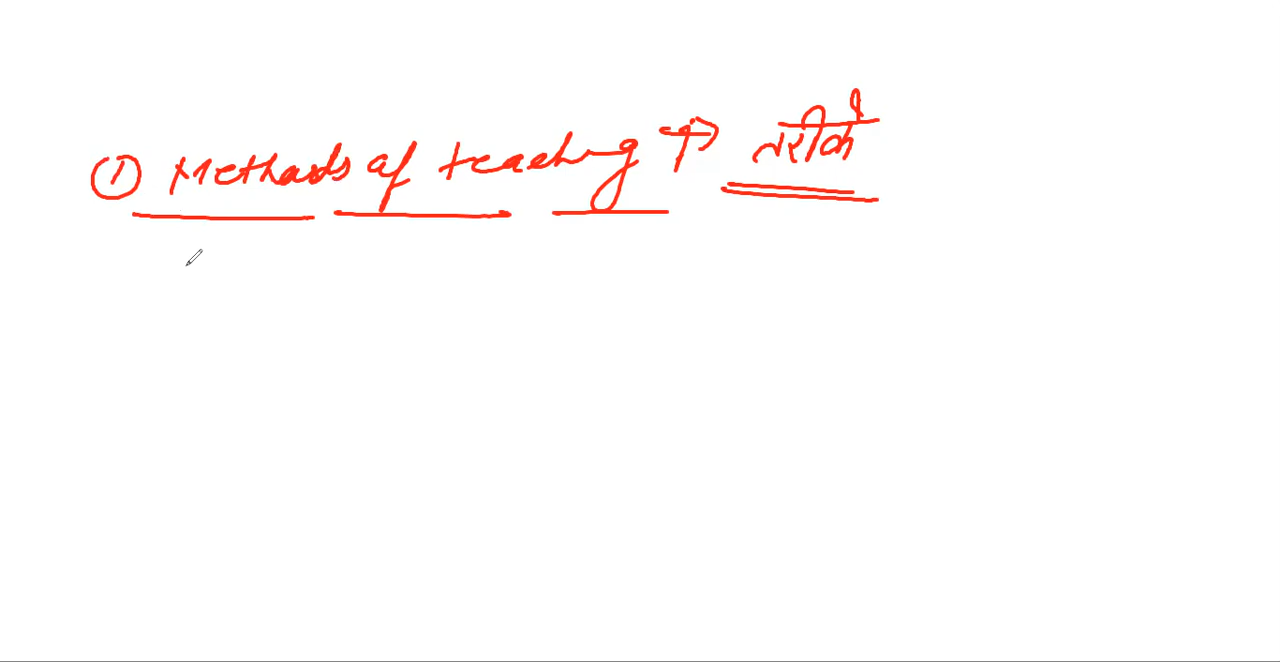 ① Methods of teaching → तरीके